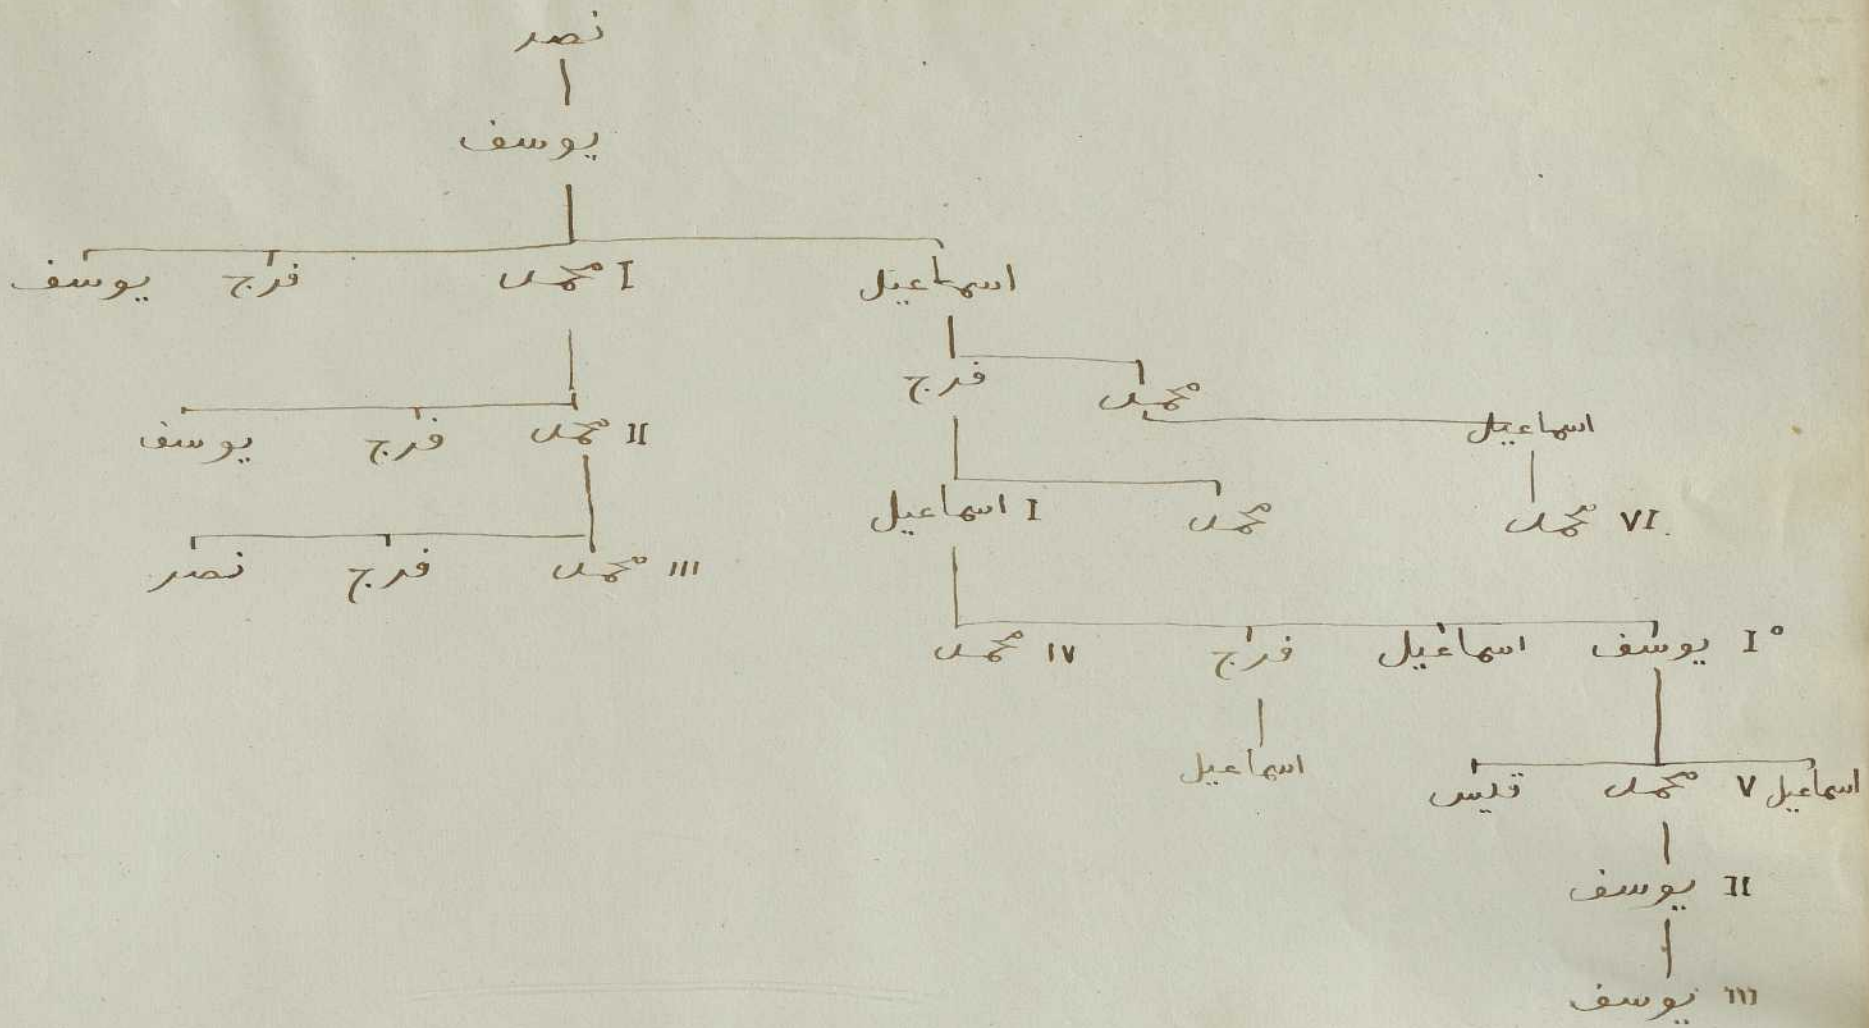 نصر
يوسف
اسماعيل I محمد فرج يوسف
فرج محمد اسماعيل
II محمد فرج يوسف
I اسماعيل محمد VI محمد
III محمد فرج نصر
I° يوسف اسماعيل فرج IV محمد
اسماعيل
اسماعيل V محمد قيس
II يوسف
III يوسف